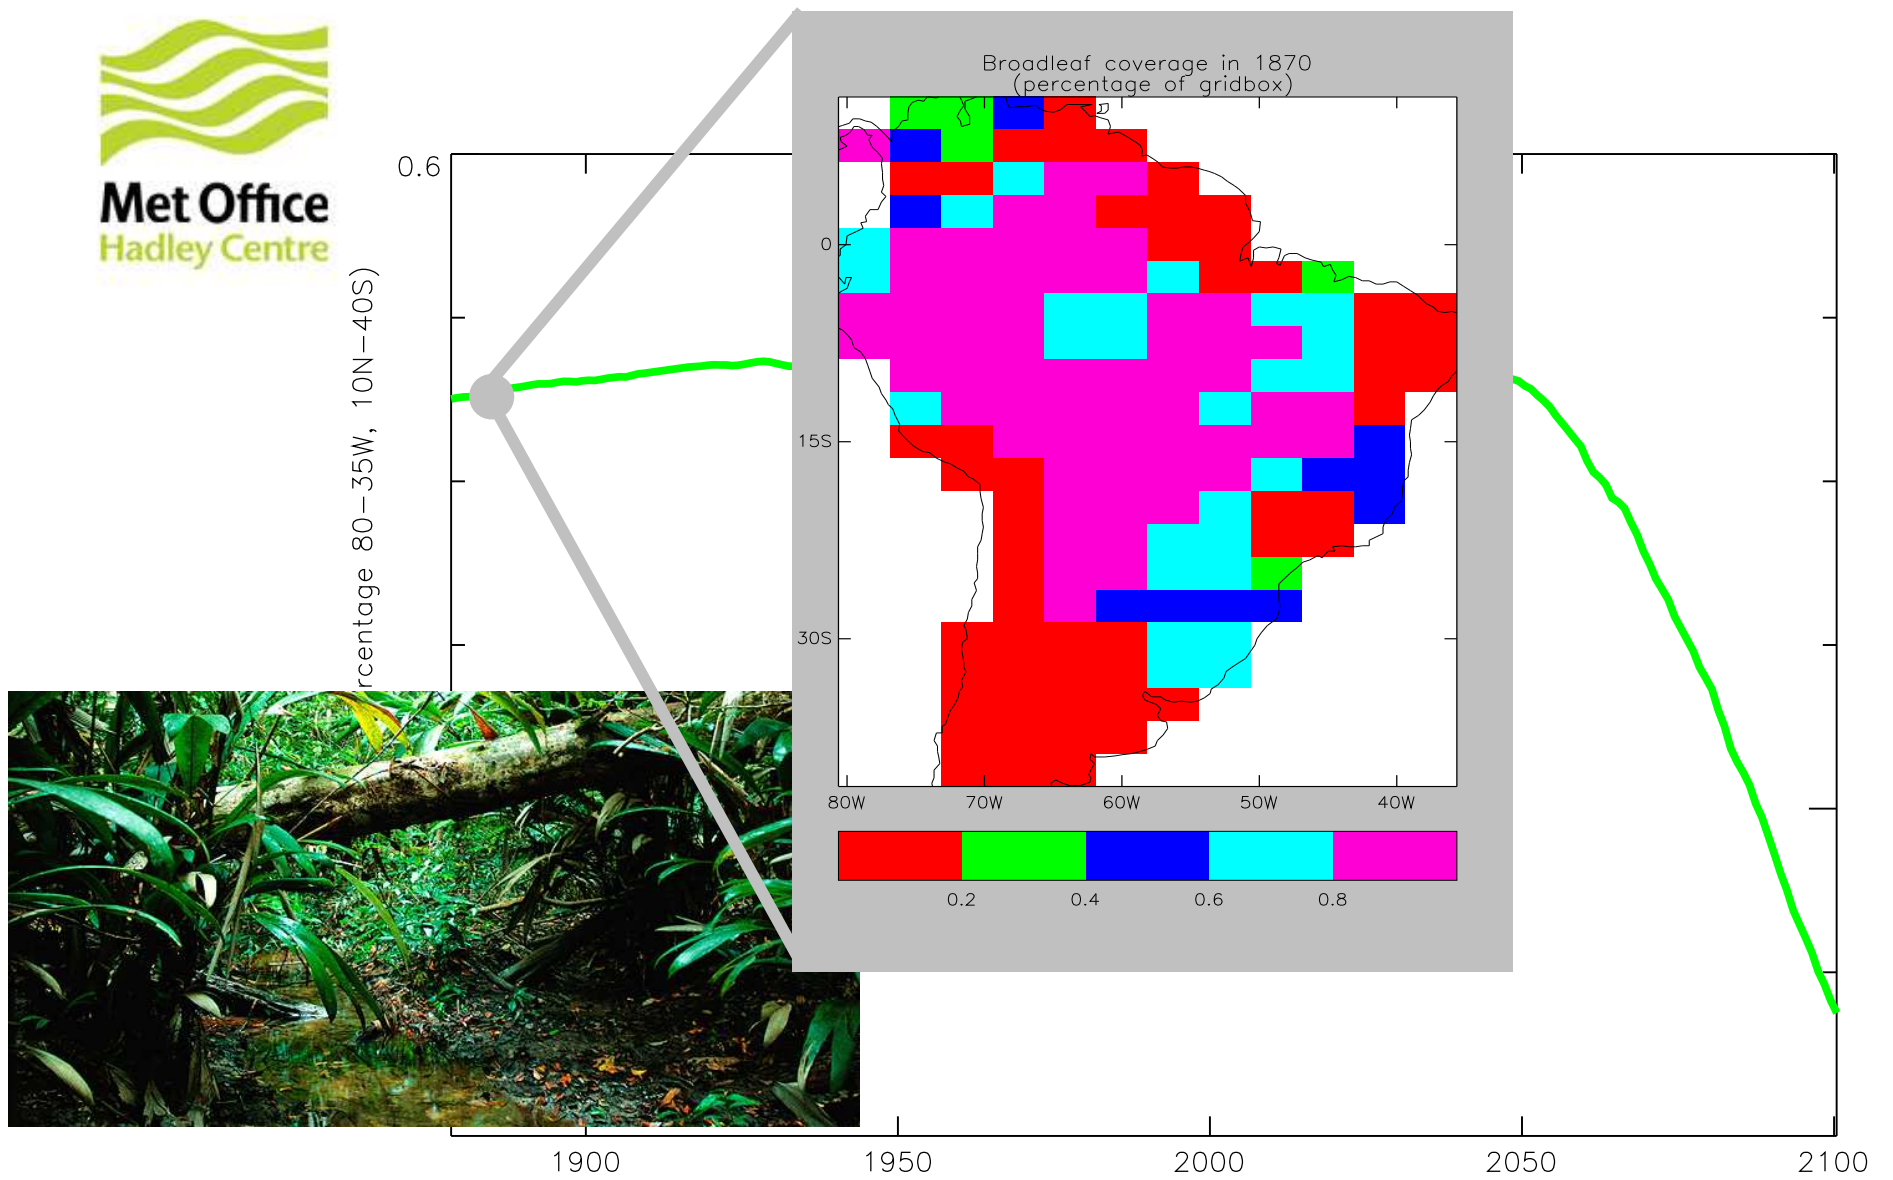 Met Office
Hadley Centre
0.6
rcentage 80-35W, 10N-40S)
Broadleaf coverage in 1870
(percentage of gridbox)
0
15S
30S
80W 70W 60W 50W 40W
0.2 0.4 0.6 0.8
1900 1950 2000 2050 2100